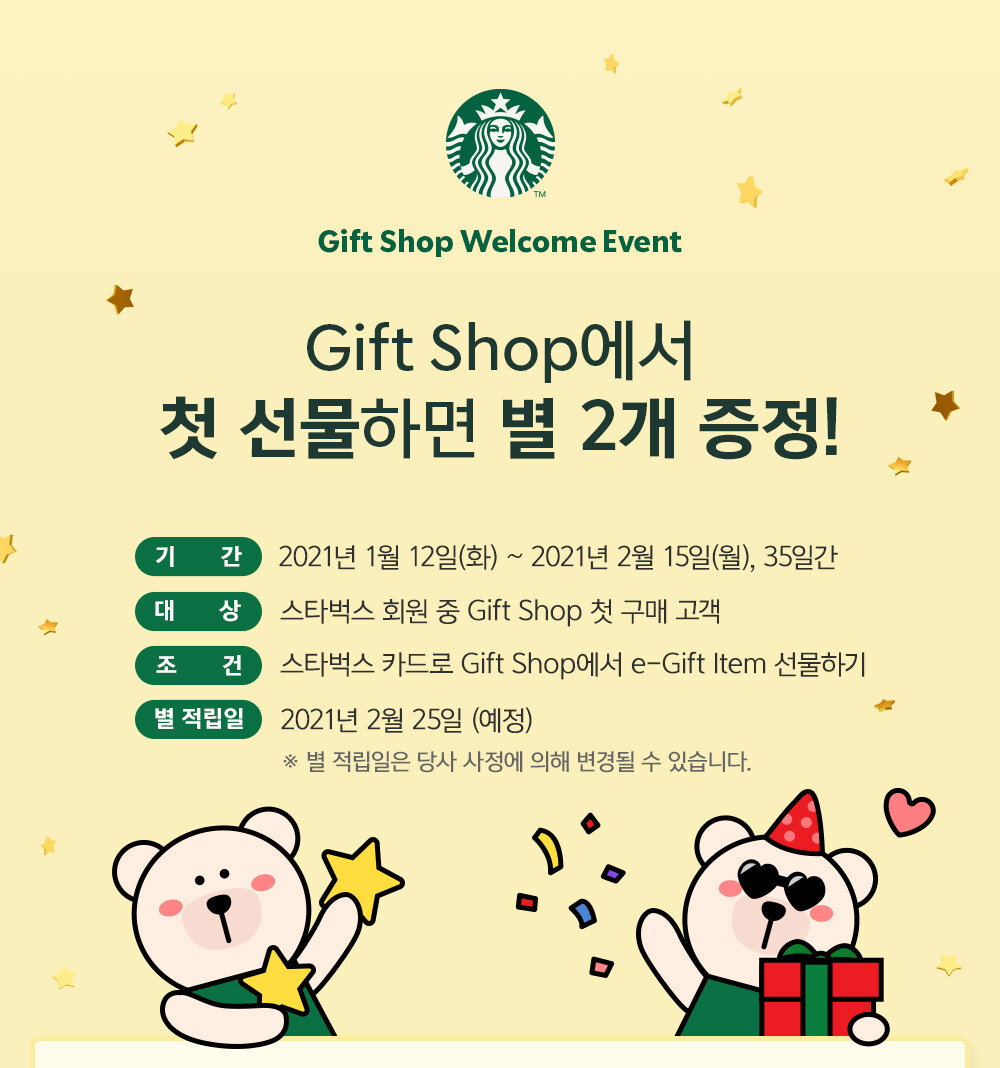 TM
Gift Shop Welcome Event
Gift Shop에서
첫 선물하면 별 2개 증정!
기 간 2021년 1월 12일(화) ~ 2021년 2월 15일(월), 35일간
대 상 스타벅스 회원 중 Gift Shop 첫 구매 고객
조 건 스타벅스 카드로 Gift Shop에서 e-Gift Item 선물하기
별 적립일 2021년 2월 25일 (예정)
※ 별 적립일은 당사 사정에 의해 변경될 수 있습니다.